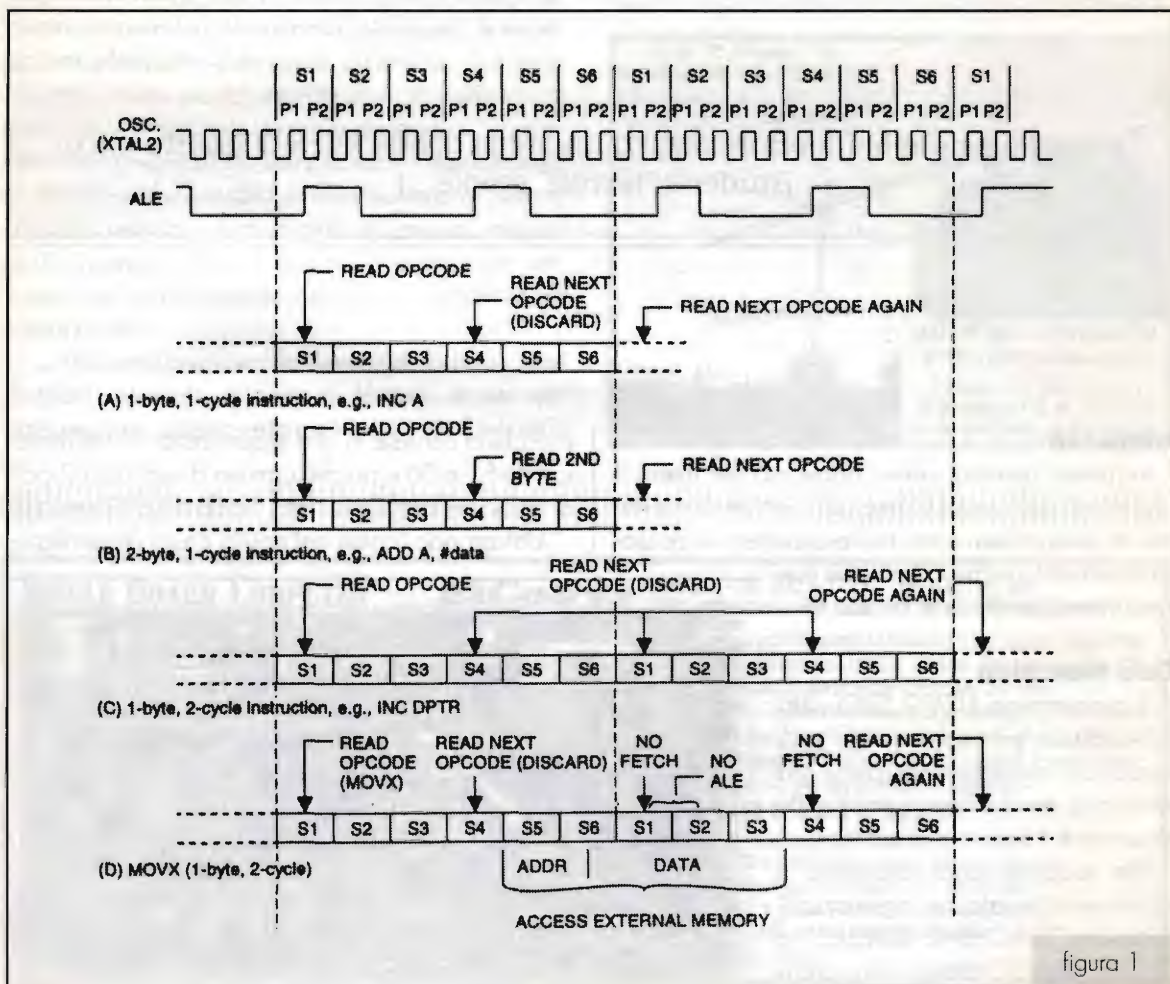 S1 S2 S3 S4 S5 S6 S1 S2 S3 S4 S5 S6 S1
P1 P2 P1 P2 P1 P2 P1 P2 P1 P2 P1 P2 P1 P2 P1 P2 P1 P2 P1 P2 P1 P2 P1 P2 P1 P2
OSC.
(XTAL2)
ALE
READ OPCODE
READ NEXT
OPCODE
(DISCARD)
READ NEXT OPCODE AGAIN
S1 S2 S3 S4 S5 S6
(A) 1-byte, 1-cycle instruction, e.g., INC A
READ OPCODE
READ 2ND
BYTE
READ NEXT OPCODE
S1 S2 S3 S4 S5 S6
(B) 2-byte, 1-cycle instruction, e.g., ADD A, #data
READ OPCODE
READ NEXT
OPCODE (DISCARD)
READ NEXT
OPCODE AGAIN
S1 S2 S3 S4 S5 S6 S1 S2 S3 S4 S5 S6
(C) 1-byte, 2-cycle instruction, e.g., INC DPTR
READ
OPCODE
(MOVX)
READ NEXT
OPCODE (DISCARD)
NO
FETCH
NO
ALE
NO
FETCH
READ NEXT
OPCODE
AGAIN
S1 S2 S3 S4 S5 S6 S1 S2 S3 S4 S5 S6
ADDR DATA
(D) MOVX (1-byte, 2-cycle)
ACCESS EXTERNAL MEMORY
figura 1